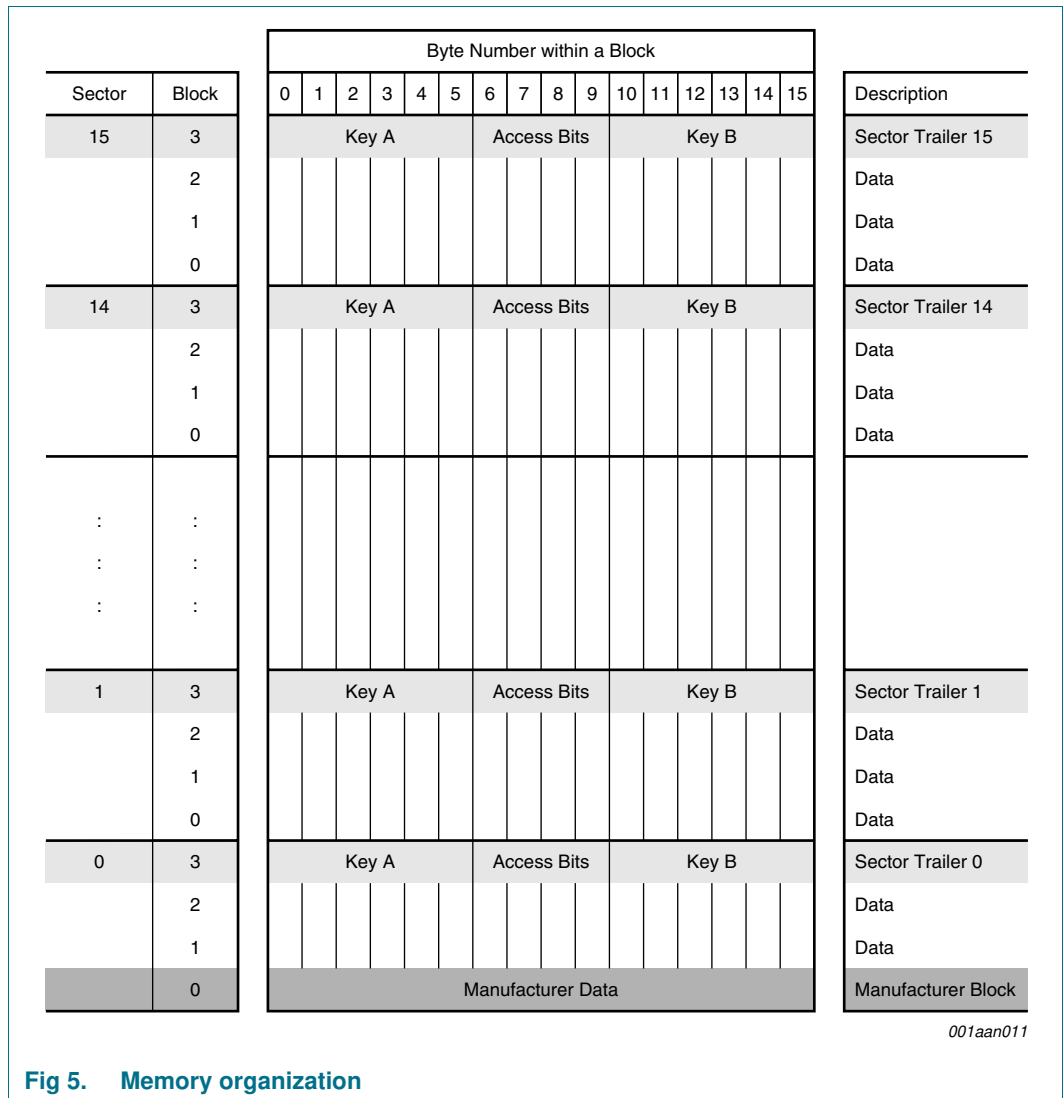 Byte Number within a Block
Sector Block 0 1 2 3 4 5 6 7 8 9 10 11 12 13 14 15 Description
15 3 Key A Access Bits Key B Sector Trailer 15
2 Data
1 Data
0 Data
14 3 Key A Access Bits Key B Sector Trailer 14
2 Data
1 Data
0 Data
: :
: :
: :
1 3 Key A Access Bits Key B Sector Trailer 1
2 Data
1 Data
0 Data
0 3 Key A Access Bits Key B Sector Trailer 0
2 Data
1 Data
0 Manufacturer Data Manufacturer Block
001aan011
Fig 5. Memory organization